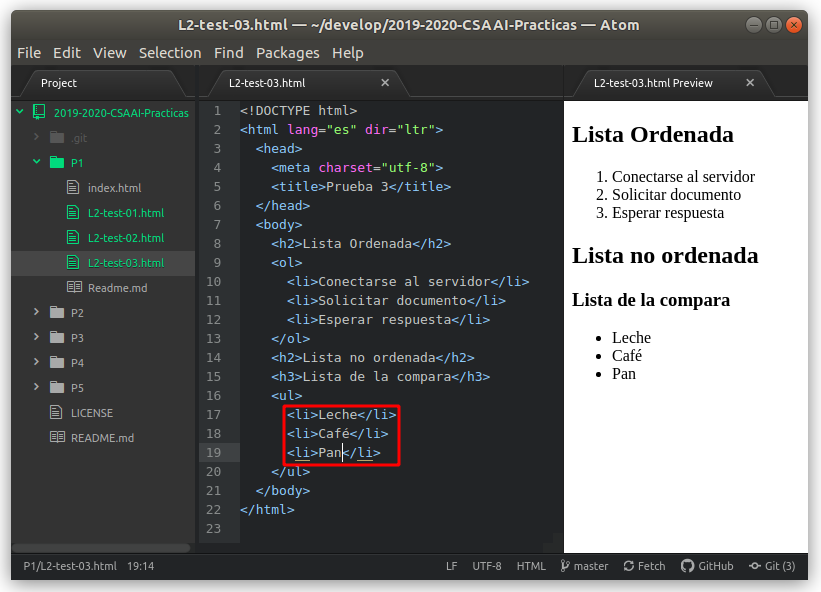 L2-test-03.html — ~/develop/2019-2020-CSAAI-Practicas — Atom
File Edit View Selection Find Packages Help
Project
2019-2020-CSAAI-Practicas
.git
P1
index.html
L2-test-01.html
L2-test-02.html
L2-test-03.html
Readme.md
P2
P3
P4
P5
LICENSE
README.md
L2-test-03.html
1 <!DOCTYPE html>
2 <html lang="es" dir="ltr">
3 <head>
4 <meta charset="utf-8">
5 <title>Prueba 3</title>
6 </head>
7 <body>
8 <h2>Lista Ordenada</h2>
9 <ol>
10 <li>Conectarse al servidor</li>
11 <li>Solicitar documento</li>
12 <li>Esperar respuesta</li>
13 </ol>
14 <h2>Lista no ordenada</h2>
15 <h3>Lista de la compara</h3>
16 <ul>
17 <li>Leche</li>
18 <li>Café</li>
19 <li>Pan</li>
20 </ul>
21 </body>
22 </html>
23
L2-test-03.html Preview
Lista Ordenada
1. Conectarse al servidor
2. Solicitar documento
3. Esperar respuesta
Lista no ordenada
Lista de la compara
• Leche
• Café
• Pan
P1/L2-test-03.html 19:14 LF UTF-8 HTML master Fetch GitHub Git (3)